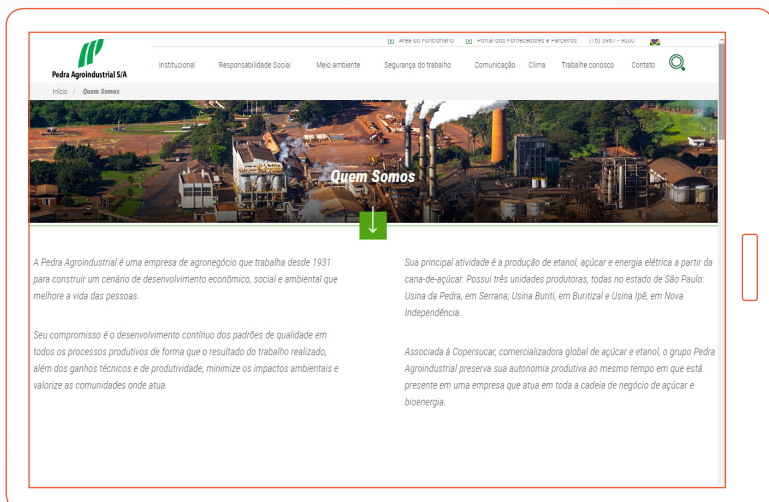 Área do Funcionário Portal dos Fornecedores e Parceiros (16) 3987 - 9000
Pedra Agroindustrial S/A
Institucional Responsabilidade Social Meio ambiente Segurança do trabalho Comunicação Clima Trabalhe conosco Contato
Início / Quem Somos
Quem Somos
A Pedra Agroindustrial é uma empresa de agronegócio que trabalha desde 1931
para construir um cenário de desenvolvimento econômico, social e ambiental que
melhore a vida das pessoas.
Seu compromisso é o desenvolvimento contínuo dos padrões de qualidade em
todos os processos produtivos de forma que o resultado do trabalho realizado,
além dos ganhos técnicos e de produtividade, minimize os impactos ambientais e
valorize as comunidades onde atua.
Sua principal atividade é a produção de etanol, açúcar e energia elétrica a partir da
cana-de-açúcar. Possui três unidades produtoras, todas no estado de São Paulo:
Usina da Pedra, em Serrana; Usina Buriti, em Buritizal e Usina Ipê, em Nova
Independência.
Associada à Copersucar, comercializadora global de açúcar e etanol, o grupo Pedra
Agroindustrial preserva sua autonomia produtiva ao mesmo tempo em que está
presente em uma empresa que atua em toda a cadeia de negócio de açúcar e
bioenergia.